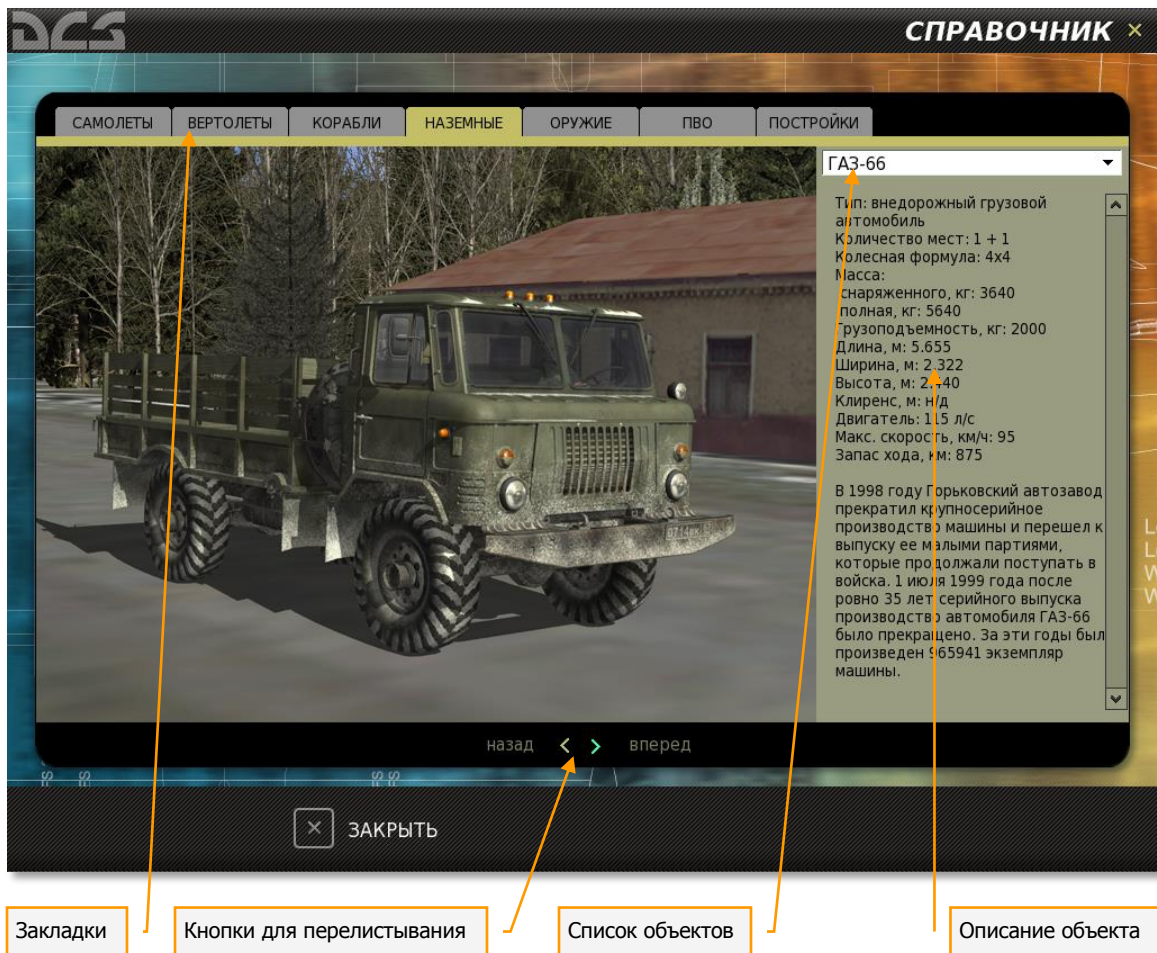 DCS
СПРАВОЧНИК ×
САМОЛЕТЫ ВЕРТОЛЕТЫ КОРАБЛИ НАЗЕМНЫЕ ОРУЖИЕ ПВО ПОСТРОЙКИ
ГАЗ-66
Тип: внедорожный грузовой
автомобиль
Количество мест: 1 + 1
Колесная формула: 4x4
Масса:
снаряженного, кг: 3640
полная, кг: 5640
Грузоподъемность, кг: 2000
Длина, м: 5.655
Ширина, м: 2.322
Высота, м: 2.440
Клиренс, м: н/д
Двигатель: 115 л/с
Макс. скорость, км/ч: 95
Запас хода, км: 875
В 1998 году Горьковский автозавод
прекратил крупносерийное
производство машины и перешел к
выпуску ее малыми партиями,
которые продолжали поступать в
войска. 1 июля 1999 года после
ровно 35 лет серийного выпуска
производство автомобиля ГАЗ-66
было прекращено. За эти годы был
произведен 965941 экземпляр
машины.
назад < > вперед
× ЗАКРЫТЬ
Закладки
Кнопки для перелистывания
Список объектов
Описание объекта